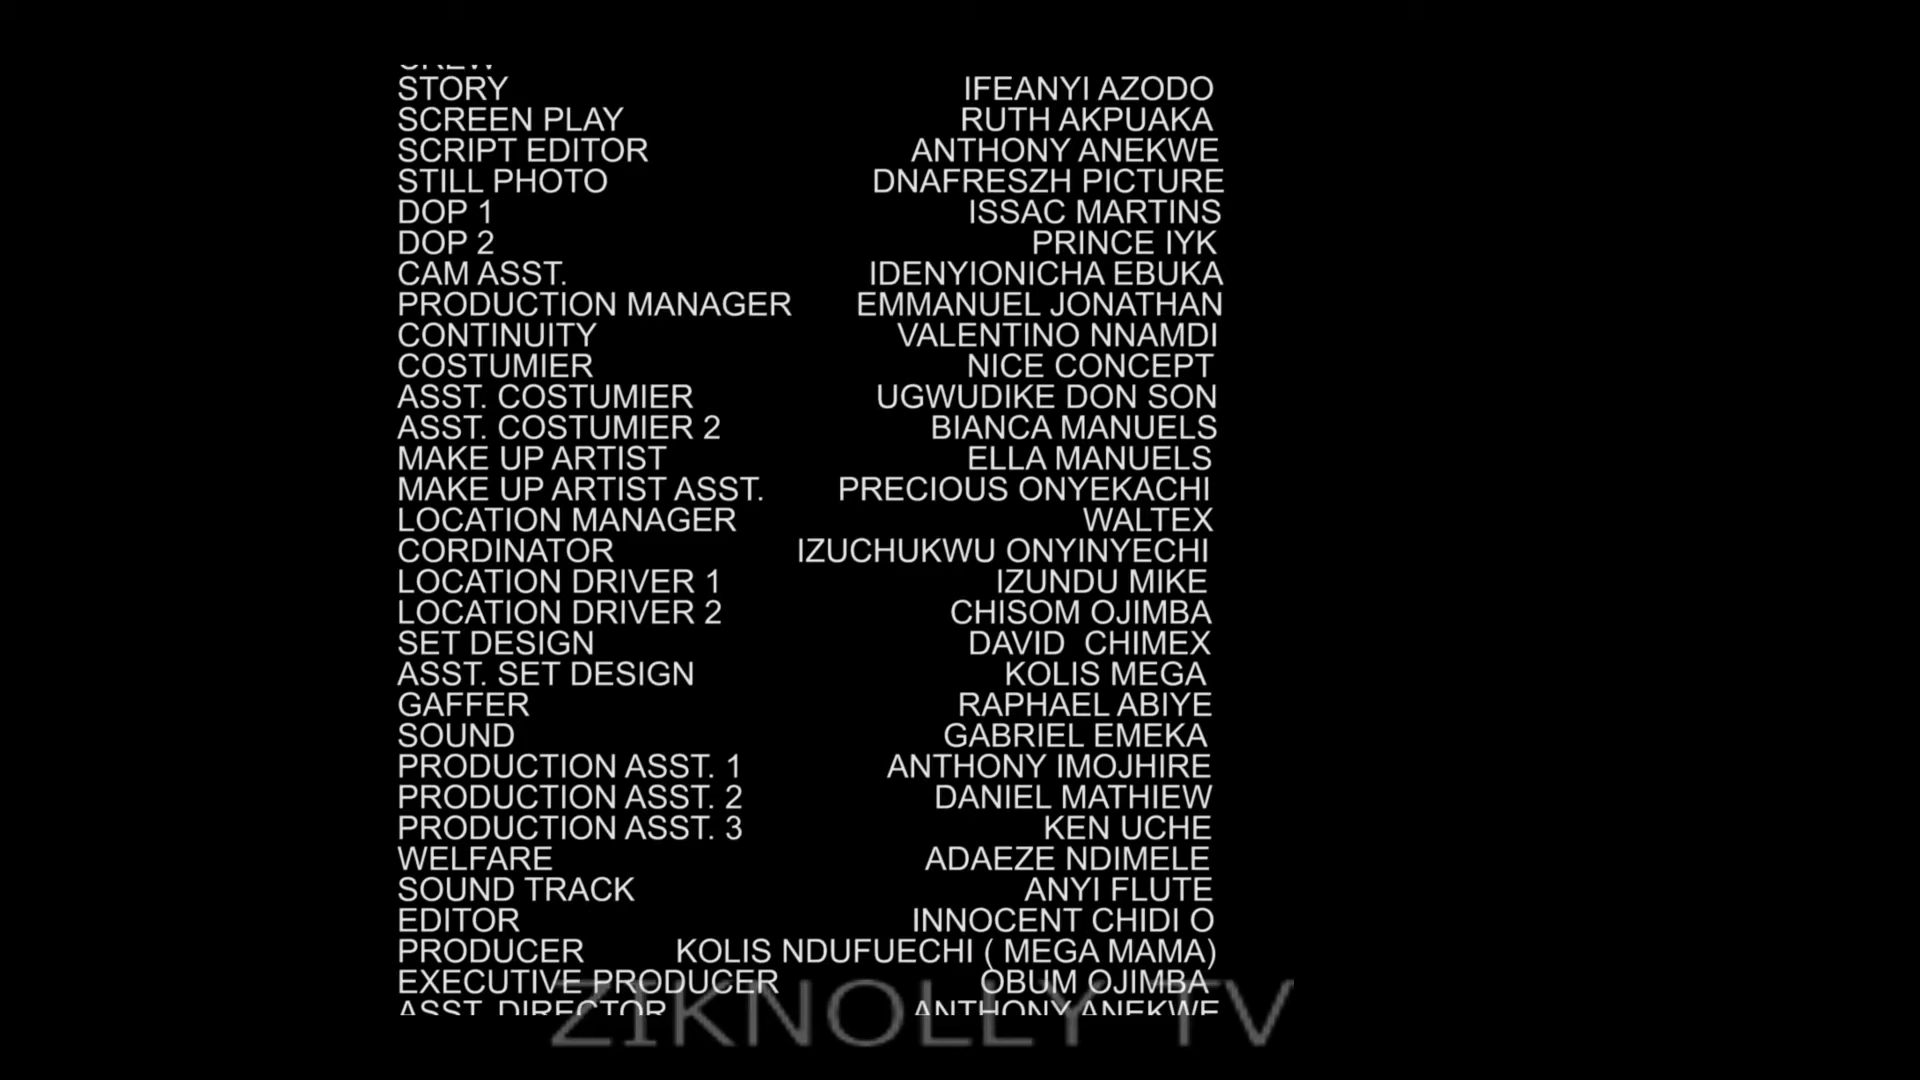 CREW
STORY IFEANYI AZODO
SCREEN PLAY RUTH AKPUAKA
SCRIPT EDITOR ANTHONY ANEKWE
STILL PHOTO DNAFRESZH PICTURE
DOP 1 ISSAC MARTINS
DOP 2 PRINCE IYK
CAM ASST. IDENYIONICHA EBUKA
PRODUCTION MANAGER EMMANUEL JONATHAN
CONTINUITY VALENTINO NNAMDI
COSTUMIER NICE CONCEPT
ASST. COSTUMIER UGWUDIKE DON SON
ASST. COSTUMIER 2 BIANCA MANUELS
MAKE UP ARTIST ELLA MANUELS
MAKE UP ARTIST ASST. PRECIOUS ONYEKACHI
LOCATION MANAGER WALTEX
CORDINATOR IZUCHUKWU ONYINYECHI
LOCATION DRIVER 1 IZUNDU MIKE
LOCATION DRIVER 2 CHISOM OJIMBA
SET DESIGN DAVID CHIMEX
ASST. SET DESIGN KOLIS MEGA
GAFFER RAPHAEL ABIYE
SOUND GABRIEL EMEKA
PRODUCTION ASST. 1 ANTHONY IMOJHIRE
PRODUCTION ASST. 2 DANIEL MATHIEW
PRODUCTION ASST. 3 KEN UCHE
WELFARE ADAEZE NDIMELE
SOUND TRACK ANYI FLUTE
EDITOR INNOCENT CHIDI O
PRODUCER KOLIS NDUFUECHI ( MEGA MAMA)
EXECUTIVE PRODUCER OBUM OJIMBA
ASST. DIRECTOR ANTHONY ANEKWE
ZIKNOLLY TV